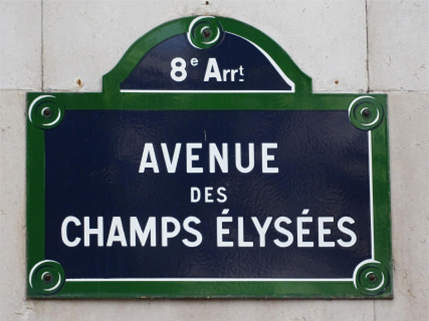 8e Arrt
AVENUE
DES
CHAMPS ÉLYSÉES